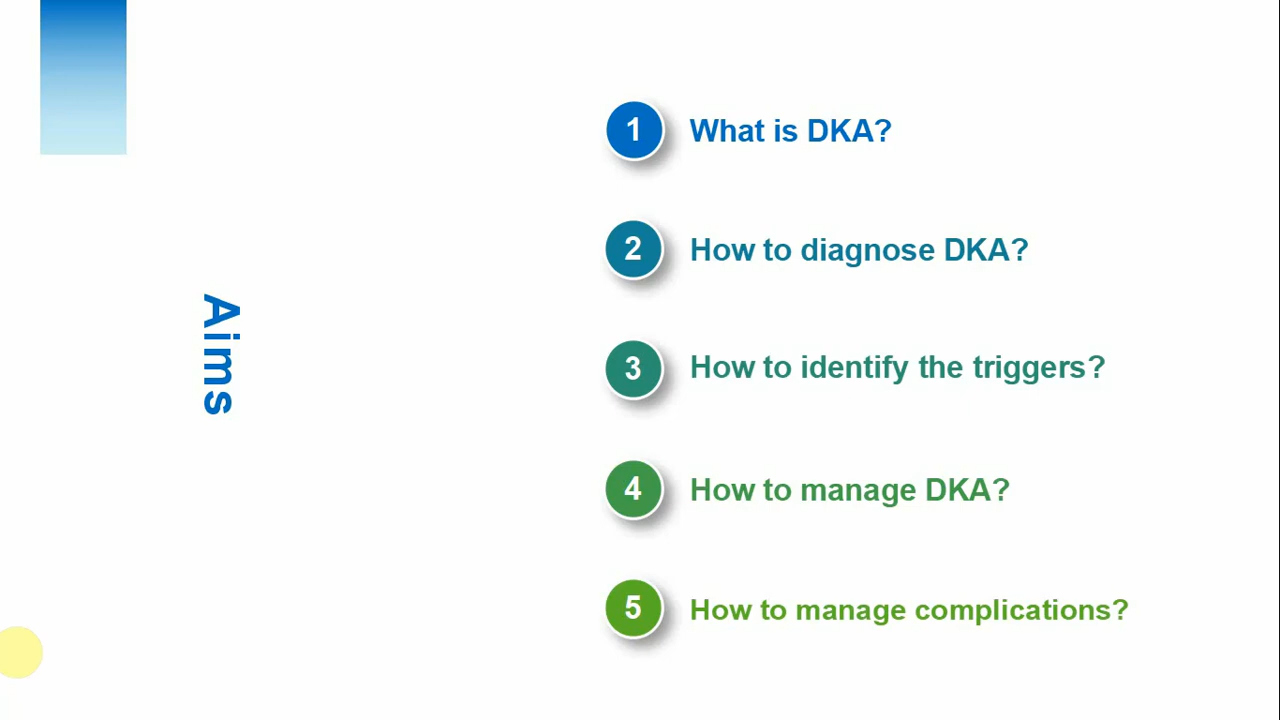 Aims
1 What is DKA?
2 How to diagnose DKA?
3 How to identify the triggers?
4 How to manage DKA?
5 How to manage complications?